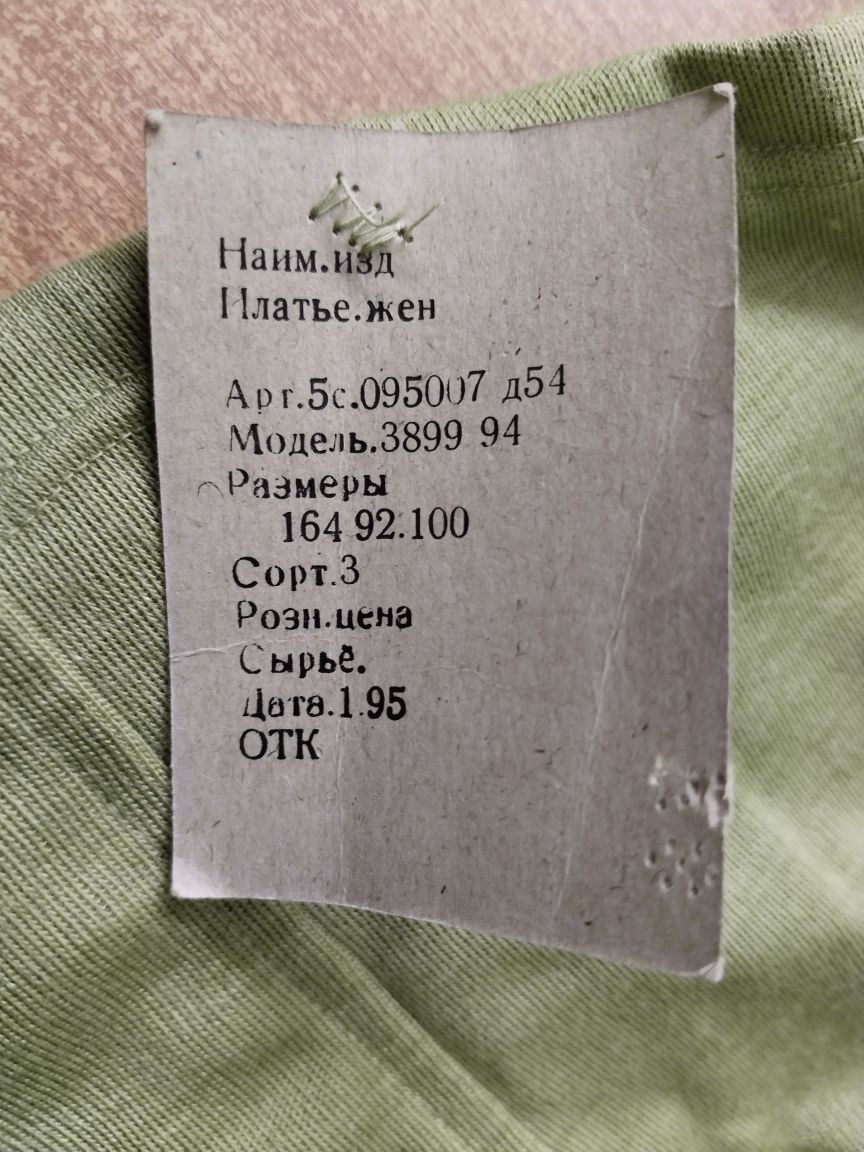 Наим.изд
Платье.жен
Арт.5с.095007 д54
Модель.3899 94
Размеры
164 92.100
Сорт.3
Розн.цена
Сырьё.
Дата.1.95
ОТК